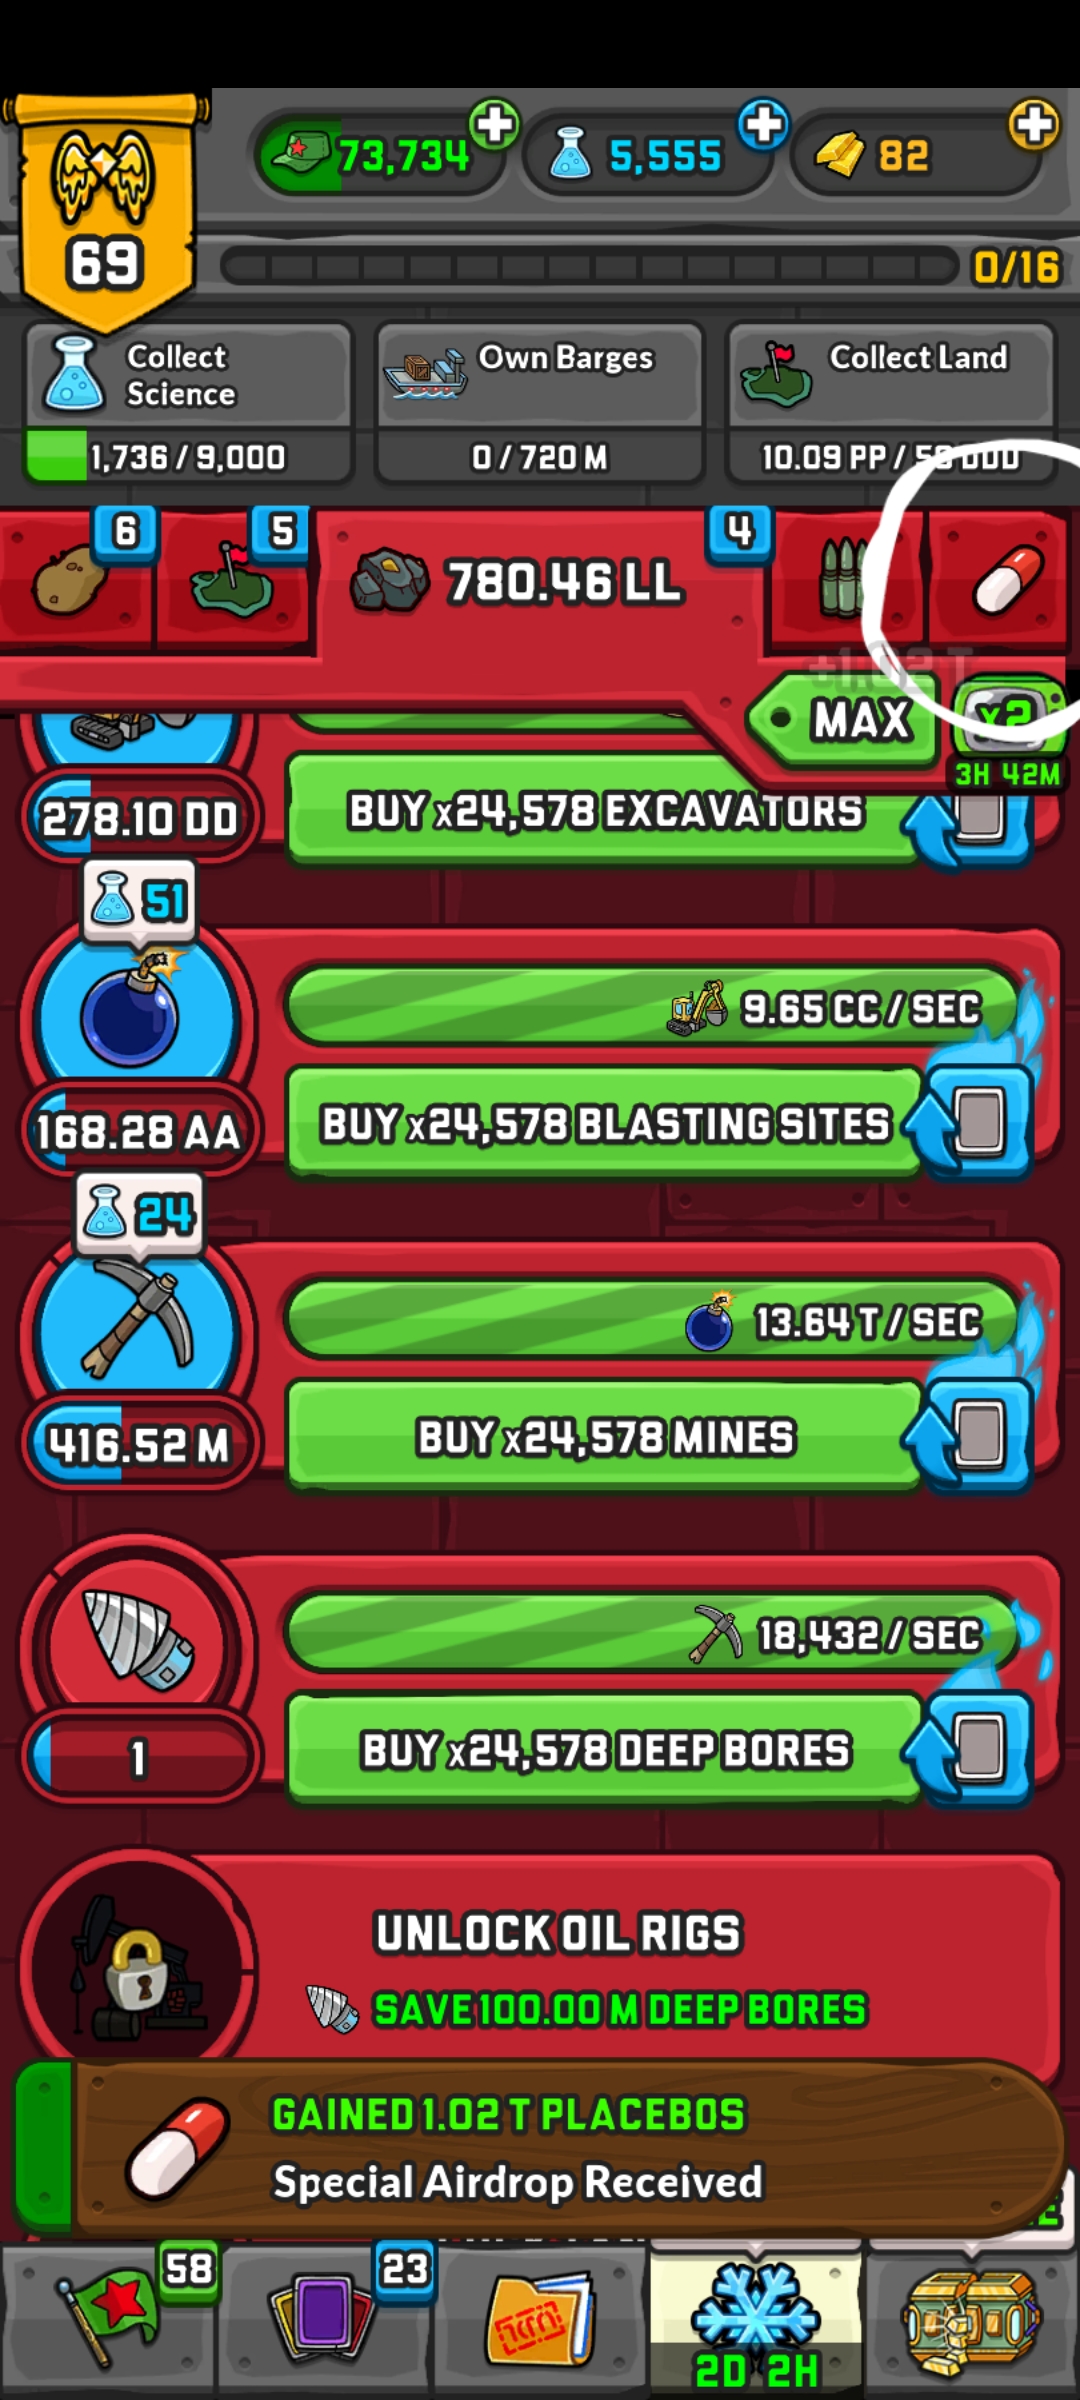 73,734
5,555
82
69
0/16
Collect
Science
Own Barges
Collect Land
1,736 / 9,000
0 / 720 M
10.09 PP / 50 DDD
6
5
780.46 LL
4
+1.02 T
MAX
x2
3H 42M
278.10 DD
BUY x24,578 EXCAVATORS
51
9.65 CC / SEC
168.28 AA
BUY x24,578 BLASTING SITES
24
13.64 T / SEC
416.52 M
BUY x24,578 MINES
18,432 / SEC
1
BUY x24,578 DEEP BORES
UNLOCK OIL RIGS
SAVE 100.00 M DEEP BORES
GAINED 1.02 T PLACEBOS
Special Airdrop Received
58
23
2D 2H